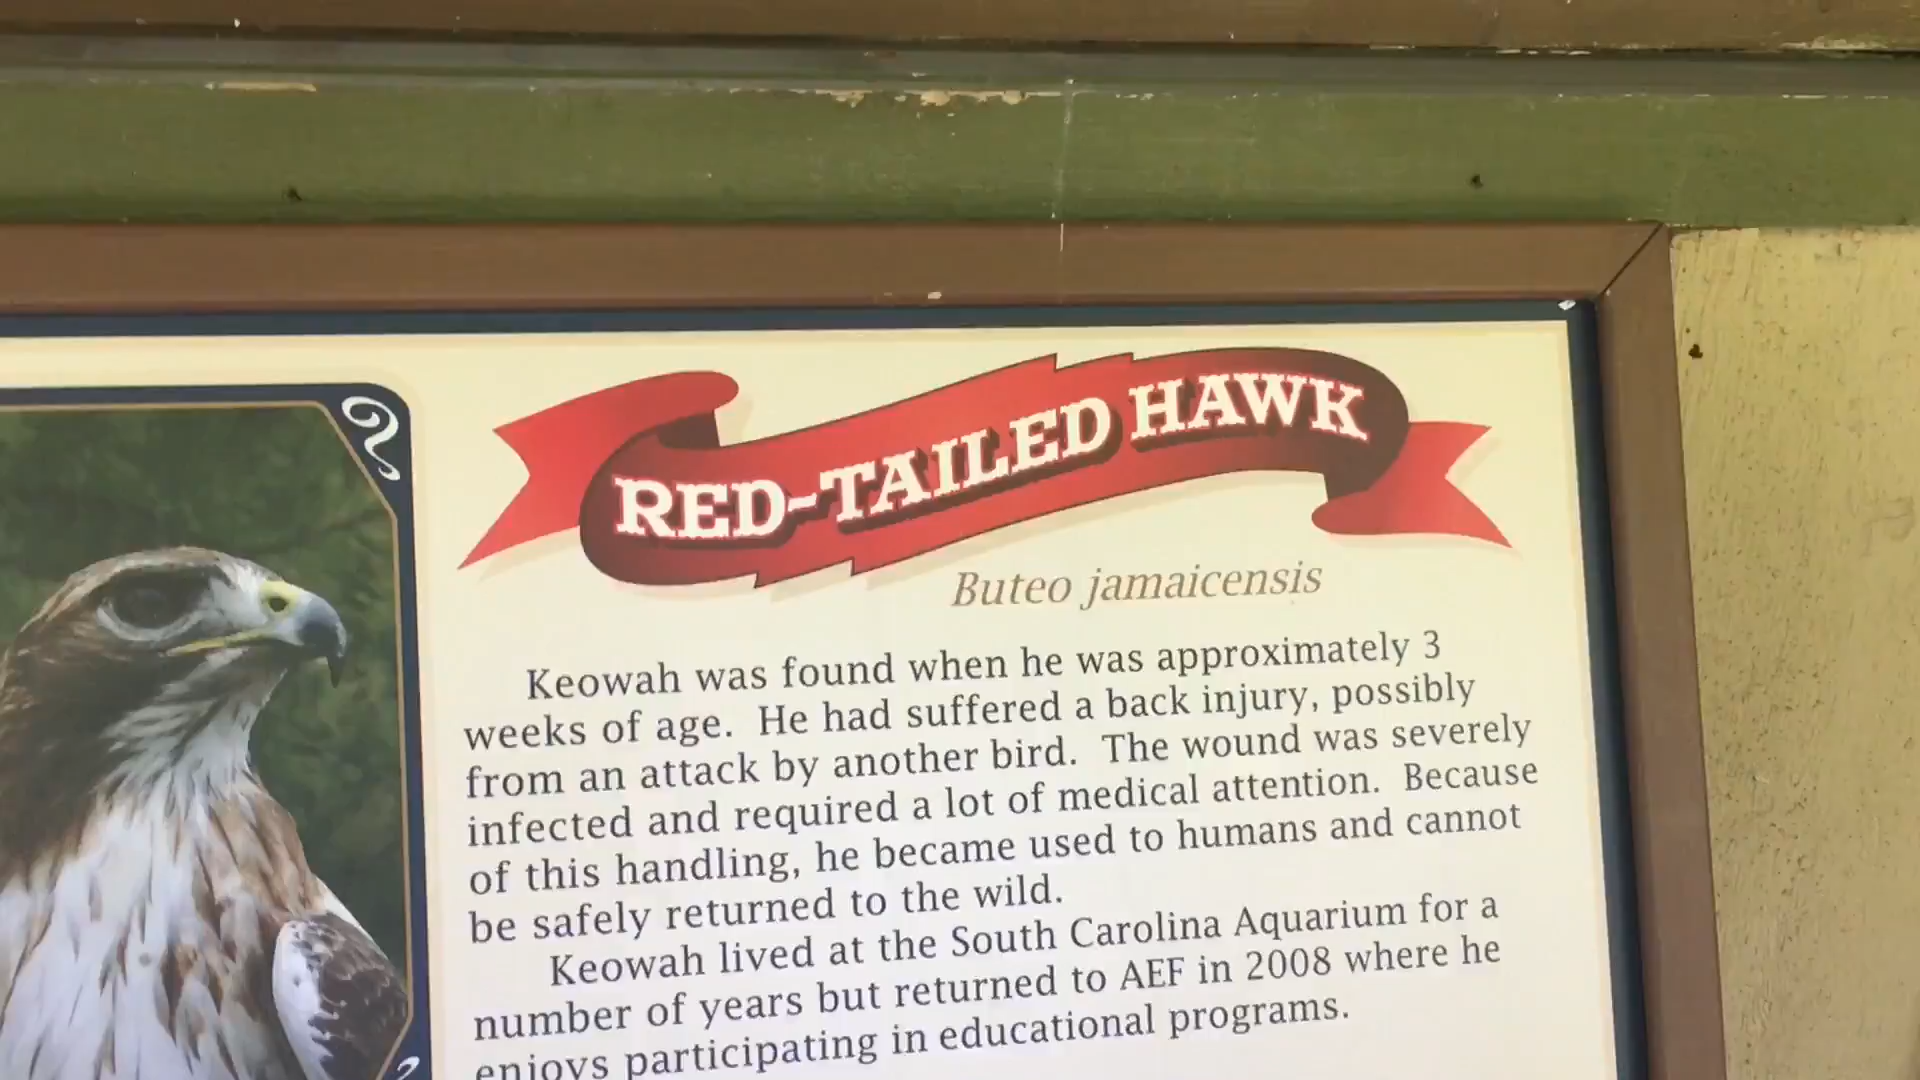 RED-TAILED HAWK
Buteo jamaicensis
Keowah was found when he was approximately 3
weeks of age. He had suffered a back injury, possibly
from an attack by another bird. The wound was severely
infected and required a lot of medical attention. Because
of this handling, he became used to humans and cannot
be safely returned to the wild.
Keowah lived at the South Carolina Aquarium for a
number of years but returned to AEF in 2008 where he
enjoys participating in educational programs.